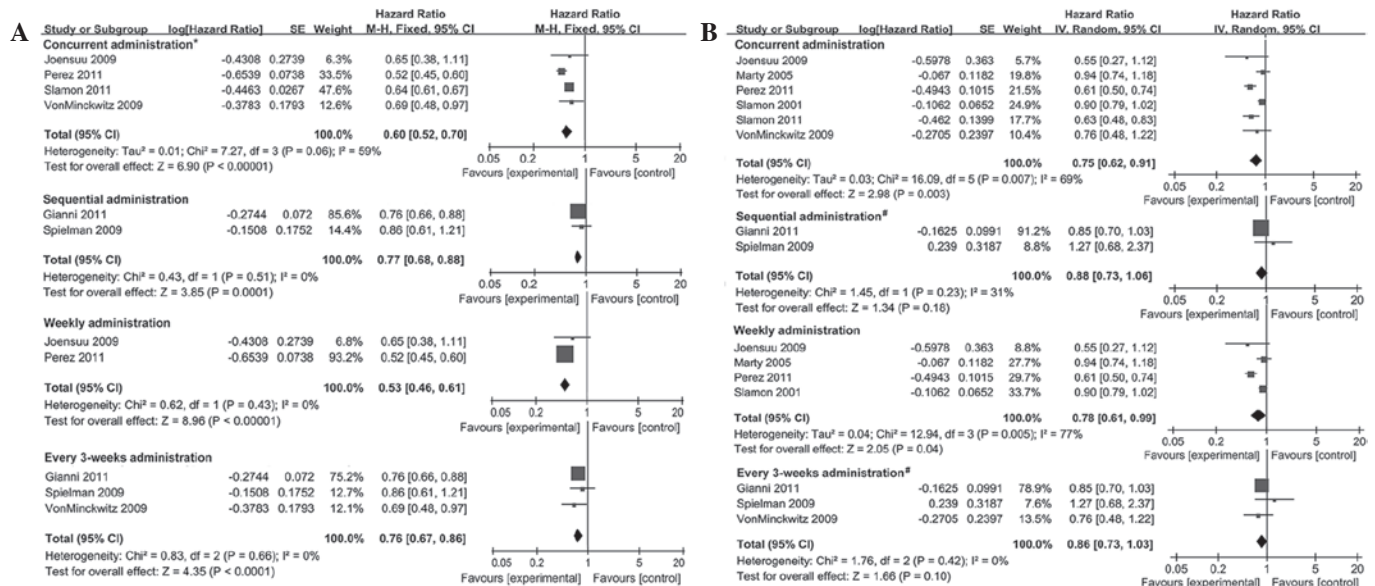 A
Hazard Ratio Hazard Ratio
Study or Subgroup log[Hazard Ratio] SE Weight M-H, Fixed, 95% CI M-H, Fixed, 95% CI
Concurrent administration*
Joensuu 2009 -0.4308 0.2739 6.3% 0.65 [0.38, 1.11]
Perez 2011 -0.6539 0.0738 33.5% 0.52 [0.45, 0.60]
Slamon 2011 -0.4463 0.0267 47.6% 0.64 [0.61, 0.67]
VonMinckwitz 2009 -0.3783 0.1793 12.6% 0.69 [0.48, 0.97]
Total (95% CI) 100.0% 0.60 [0.52, 0.70]
Heterogeneity: Tau² = 0.01; Chi² = 7.27, df = 3 (P = 0.06); I² = 59%
Test for overall effect: Z = 6.90 (P < 0.00001)
0.05 0.2 1 5 20
Favours [experimental] Favours [control]
Sequential administration
Gianni 2011 -0.2744 0.072 85.6% 0.76 [0.66, 0.88]
Spielman 2009 -0.1508 0.1752 14.4% 0.86 [0.61, 1.21]
Total (95% CI) 100.0% 0.77 [0.68, 0.88]
Heterogeneity: Chi² = 0.43, df = 1 (P = 0.51); I² = 0%
Test for overall effect: Z = 3.85 (P = 0.0001)
0.05 0.2 1 5 20
Favours [experimental] Favours [control]
Weekly administration
Joensuu 2009 -0.4308 0.2739 6.8% 0.65 [0.38, 1.11]
Perez 2011 -0.6539 0.0738 93.2% 0.52 [0.45, 0.60]
Total (95% CI) 100.0% 0.53 [0.46, 0.61]
Heterogeneity: Chi² = 0.62, df = 1 (P = 0.43); I² = 0%
Test for overall effect: Z = 8.96 (P < 0.00001)
0.05 0.2 1 5 20
Favours [experimental] Favours [control]
Every 3-weeks administration
Gianni 2011 -0.2744 0.072 75.2% 0.76 [0.66, 0.88]
Spielman 2009 -0.1508 0.1752 12.7% 0.86 [0.61, 1.21]
VonMinckwitz 2009 -0.3783 0.1793 12.1% 0.69 [0.48, 0.97]
Total (95% CI) 100.0% 0.76 [0.67, 0.86]
Heterogeneity: Chi² = 0.83, df = 2 (P = 0.66); I² = 0%
Test for overall effect: Z = 4.35 (P < 0.0001)
0.05 0.2 1 5 20
Favours [experimental] Favours [control]
B
Hazard Ratio Hazard Ratio
Study or Subgroup log[Hazard Ratio] SE Weight IV, Random, 95% CI IV, Random, 95% CI
Concurrent administration
Joensuu 2009 -0.5978 0.363 5.7% 0.55 [0.27, 1.12]
Marty 2005 -0.067 0.1182 19.8% 0.94 [0.74, 1.18]
Perez 2011 -0.4943 0.1015 21.5% 0.61 [0.50, 0.74]
Slamon 2001 -0.1062 0.0652 24.9% 0.90 [0.79, 1.02]
Slamon 2011 -0.462 0.1399 17.7% 0.63 [0.48, 0.83]
VonMinckwitz 2009 -0.2705 0.2397 10.4% 0.76 [0.48, 1.22]
Total (95% CI) 100.0% 0.75 [0.62, 0.91]
Heterogeneity: Tau² = 0.03; Chi² = 16.09, df = 5 (P = 0.007); I² = 69%
Test for overall effect: Z = 2.98 (P = 0.003)
0.05 0.2 1 5 20
Favours [experimental] Favours [control]
Sequential administration#
Gianni 2011 -0.1625 0.0991 91.2% 0.85 [0.70, 1.03]
Spielman 2009 0.239 0.3187 8.8% 1.27 [0.68, 2.37]
Total (95% CI) 100.0% 0.88 [0.73, 1.06]
Heterogeneity: Chi² = 1.45, df = 1 (P = 0.23); I² = 31%
Test for overall effect: Z = 1.34 (P = 0.18)
0.05 0.2 1 5 20
Favours [experimental] Favours [control]
Weekly administration
Joensuu 2009 -0.5978 0.363 8.8% 0.55 [0.27, 1.12]
Marty 2005 -0.067 0.1182 27.7% 0.94 [0.74, 1.18]
Perez 2011 -0.4943 0.1015 29.7% 0.61 [0.50, 0.74]
Slamon 2001 -0.1062 0.0652 33.7% 0.90 [0.79, 1.02]
Total (95% CI) 100.0% 0.78 [0.61, 0.99]
Heterogeneity: Tau² = 0.04; Chi² = 12.94, df = 3 (P = 0.005); I² = 77%
Test for overall effect: Z = 2.05 (P = 0.04)
0.05 0.2 1 5 20
Favours [experimental] Favours [control]
Every 3-weeks administration#
Gianni 2011 -0.1625 0.0991 78.9% 0.85 [0.70, 1.03]
Spielman 2009 0.239 0.3187 7.6% 1.27 [0.68, 2.37]
VonMinckwitz 2009 -0.2705 0.2397 13.5% 0.76 [0.48, 1.22]
Total (95% CI) 100.0% 0.86 [0.73, 1.03]
Heterogeneity: Chi² = 1.76, df = 2 (P = 0.42); I² = 0%
Test for overall effect: Z = 1.66 (P = 0.10)
0.05 0.2 1 5 20
Favours [experimental] Favours [control]